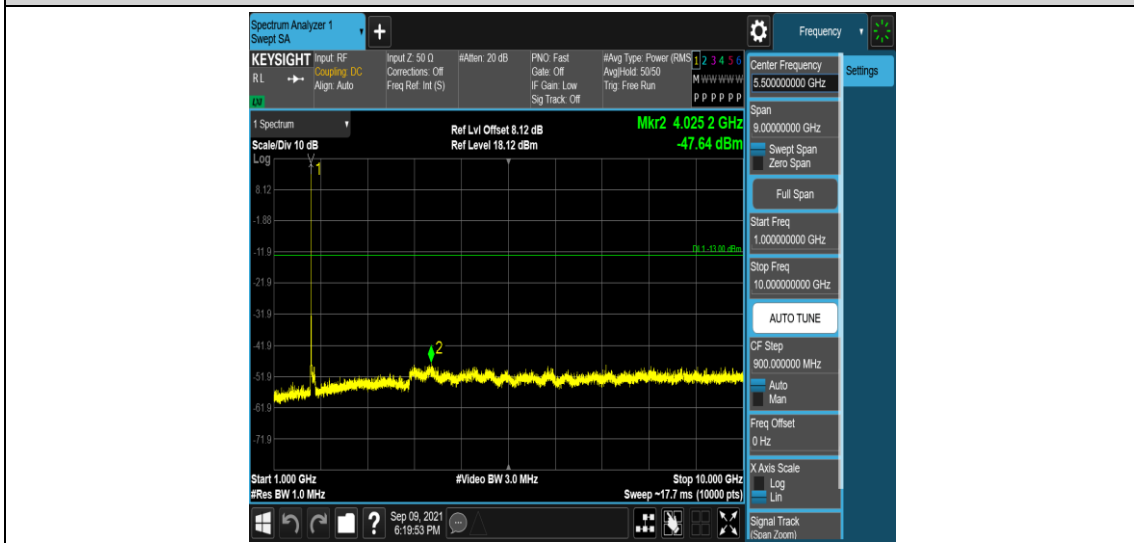 Spectrum Analyzer 1
Swept SA
Frequency
KEYSIGHT
R L
Input: RF
Coupling: DC
Align: Auto
Input Z: 50 Ω
Corrections: Off
Freq Ref: Int (S)
#Atten: 20 dB
PNO: Fast
Gate: Off
IF Gain: Low
Sig Track: Off
#Avg Type: Power (RMS
Avg|Hold: 50/50
Trig: Free Run
1 2 3 4 5 6
M W W W W W
P P P P P P
1 Spectrum
Scale/Div 10 dB
Ref Lvl Offset 8.12 dB
Ref Level 18.12 dBm
Mkr2 4.025 2 GHz
-47.64 dBm
Log
1
8.12
-1.88
-11.9
DL1 -13.00 dBm
-21.9
-31.9
-41.9
2
-51.9
-61.9
-71.9
Start 1.000 GHz
#Video BW 3.0 MHz
Stop 10.000 GHz
#Res BW 1.0 MHz
Sweep ~17.7 ms (10000 pts)
Sep 09, 2021
6:19:53 PM
Center Frequency
5.500000000 GHz
Settings
Span
9.00000000 GHz
Swept Span
Zero Span
Full Span
Start Freq
1.000000000 GHz
Stop Freq
10.000000000 GHz
AUTO TUNE
CF Step
900.000000 MHz
Auto
Man
Freq Offset
0 Hz
X Axis Scale
Log
Lin
Signal Track
(Span Zoom)